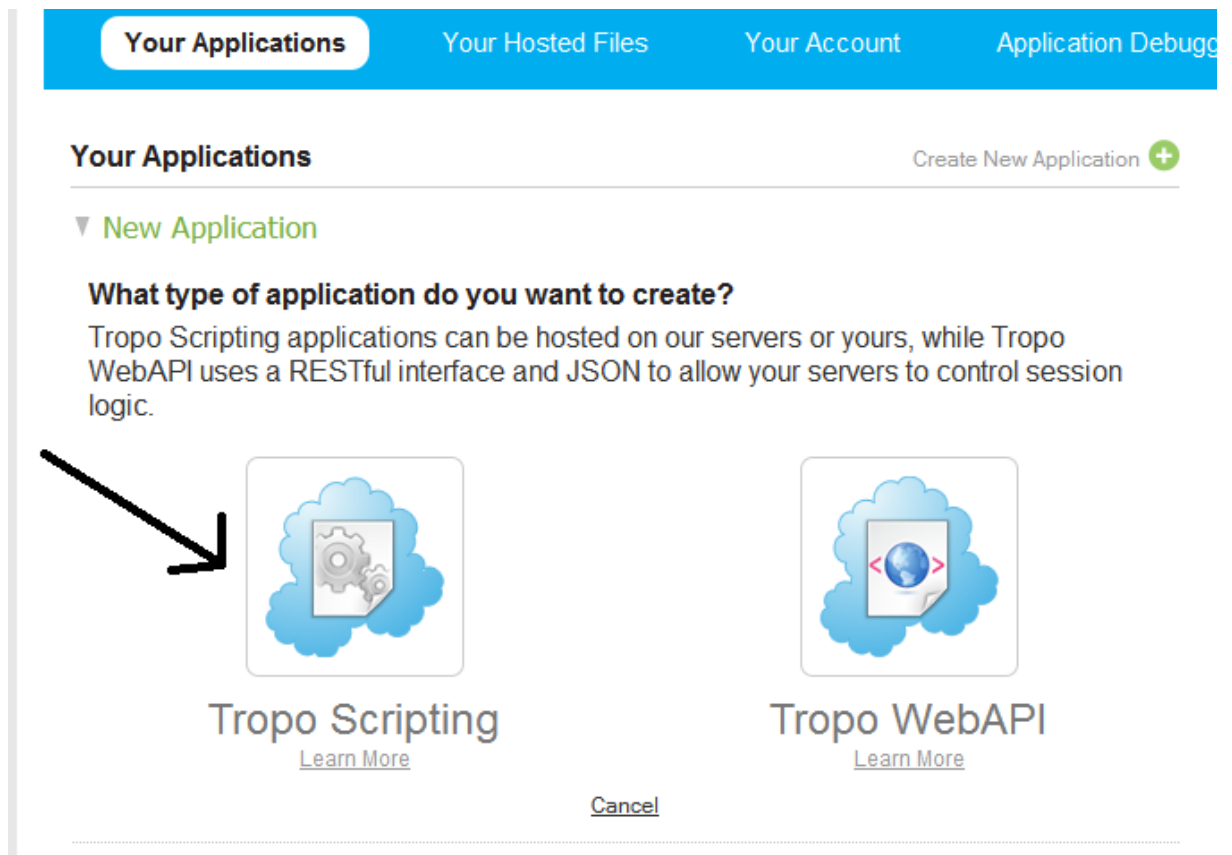 Your Applications Your Hosted Files Your Account Application Debugg
Your Applications Create New Application
New Application
What type of application do you want to create?
Tropo Scripting applications can be hosted on our servers or yours, while Tropo
WebAPI uses a RESTful interface and JSON to allow your servers to control session
logic.
Tropo Scripting Tropo WebAPI
Learn More Learn More
Cancel